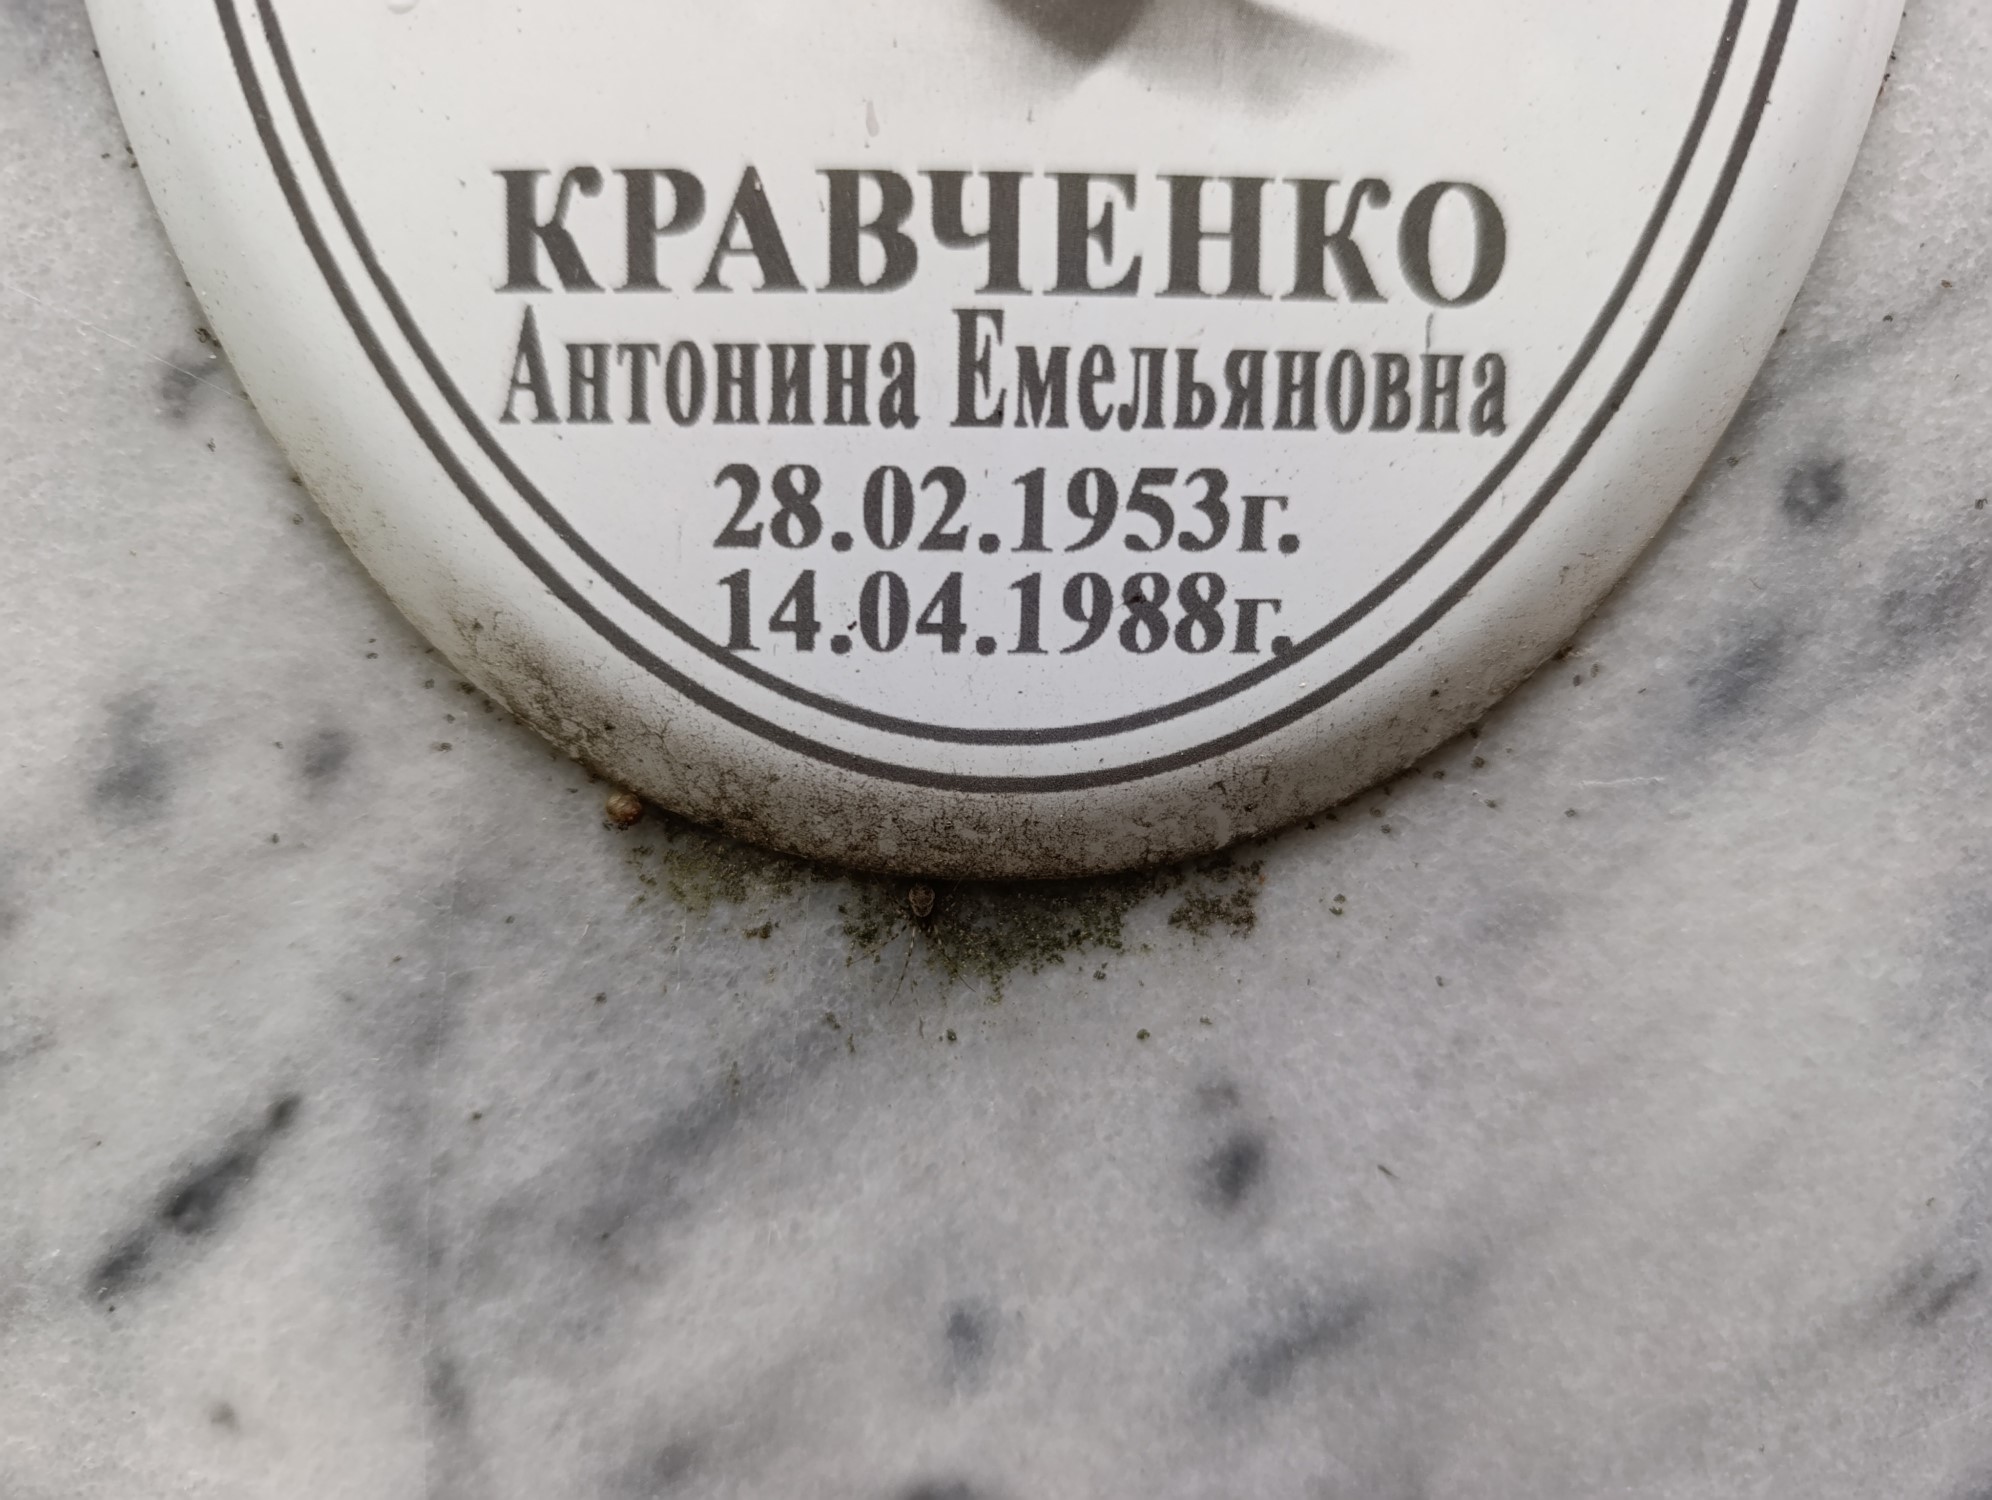 КРАВЧЕНКО
Антонина Емельяновна
28.02.1953г.
14.04.1988г.